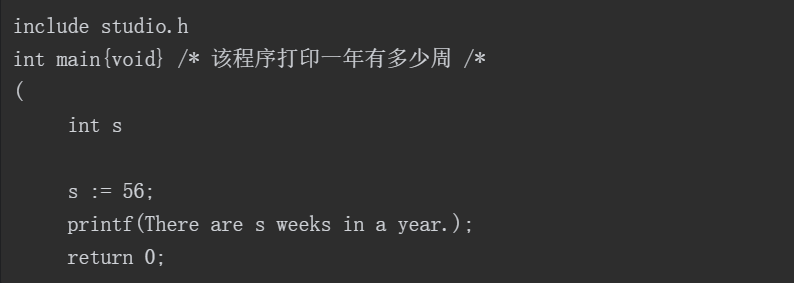 include studio.h
int main{void} /* 该程序打印一年有多少周 /*
(
int s
s := 56;
printf(There are s weeks in a year.);
return 0;